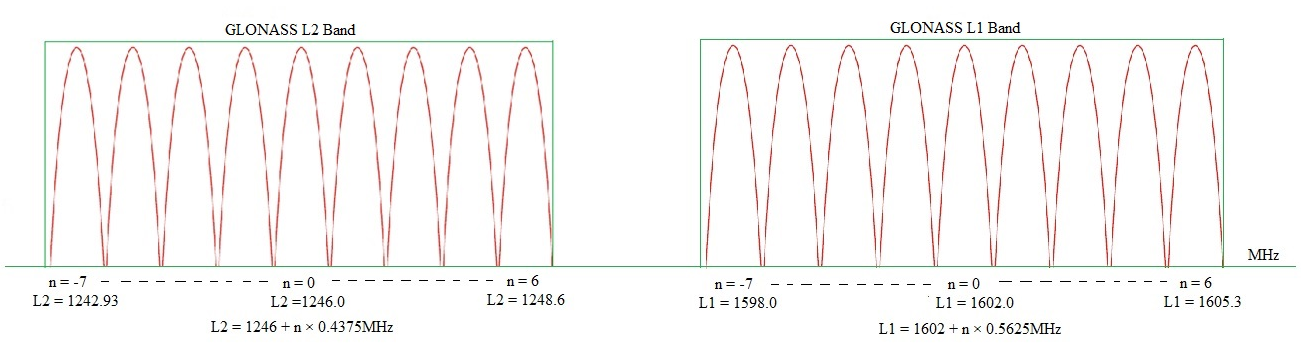 GLONASS L2 Band
n = -7 — — — — — — — — n = 0 — — — — — — — — n = 6
L2 = 1242.93 L2 =1246.0 L2 = 1248.6
L2 = 1246 + n × 0.4375MHz
GLONASS L1 Band
MHz
n = -7 — — — — — — — — n = 0 — — — — — — — — n = 6
L1 = 1598.0 L1 = 1602.0 L1 = 1605.3
L1 = 1602 + n × 0.5625MHz